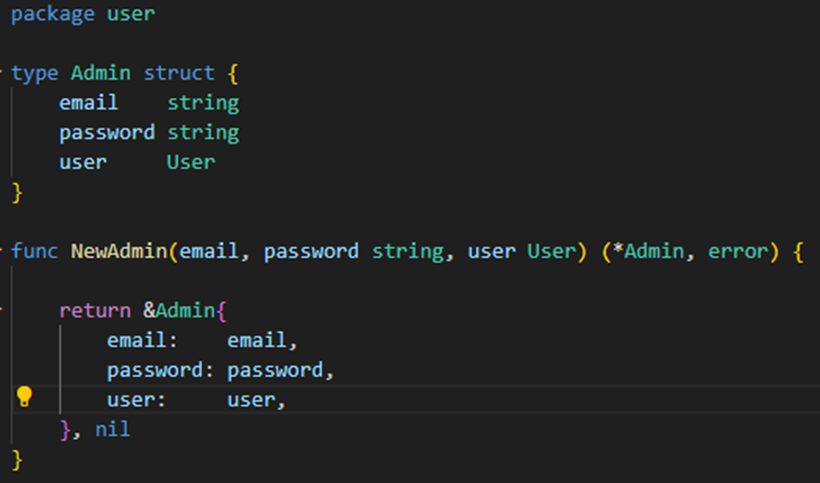 package user
type Admin struct {
email    string
password string
user     User
}
func NewAdmin(email, password string, user User) (*Admin, error) {
return &Admin{
email:    email,
password: password,
user:     user,
}, nil
}